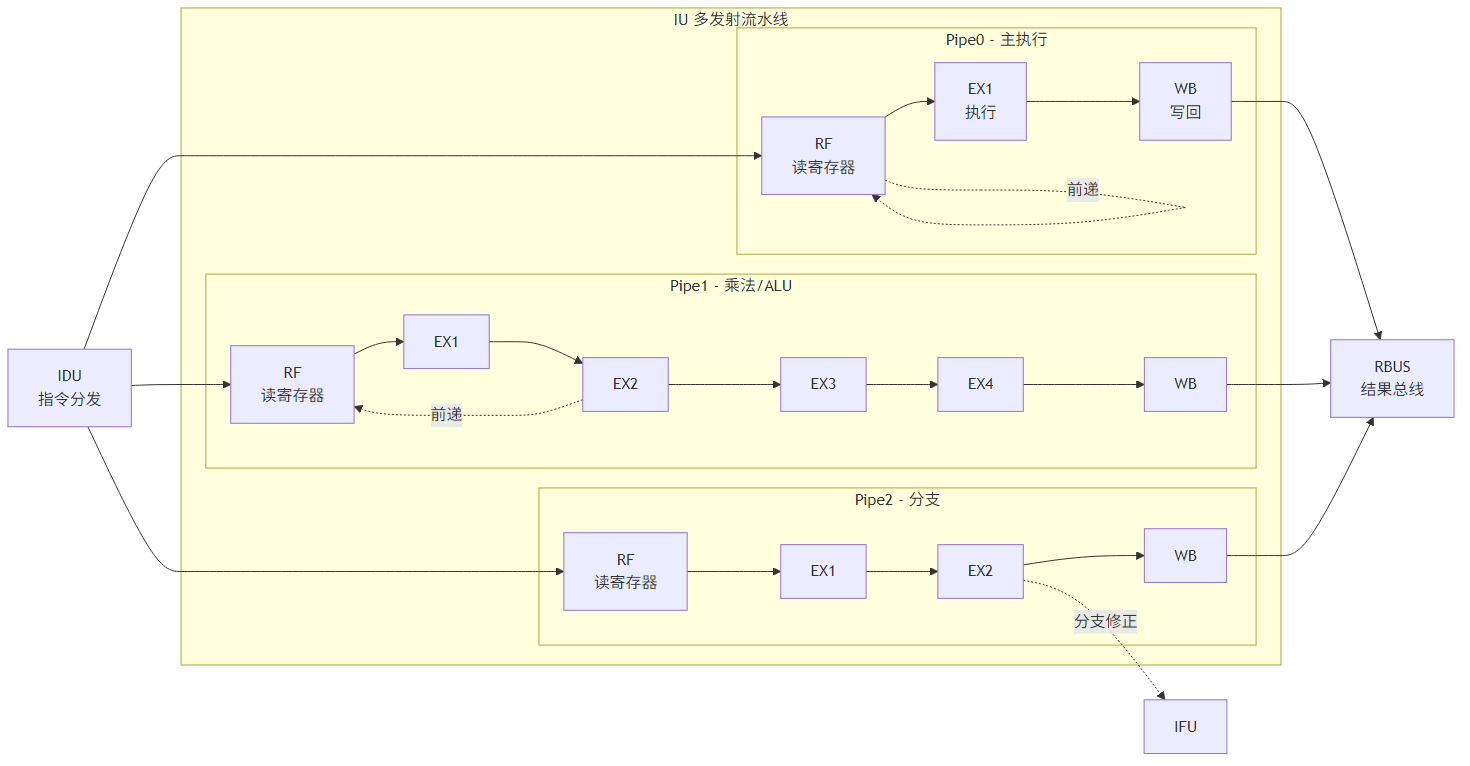 IU 多发射流水线
Pipe0 - 主执行
EX1
执行
WB
写回
RF
读寄存器
前递
Pipe1 - 乘法/ALU
EX1
RF
读寄存器
EX2
EX3
EX4
WB
前递
IDU
指令分发
RBUS
结果总线
Pipe2 - 分支
RF
读寄存器
EX1
EX2
WB
分支修正
IFU